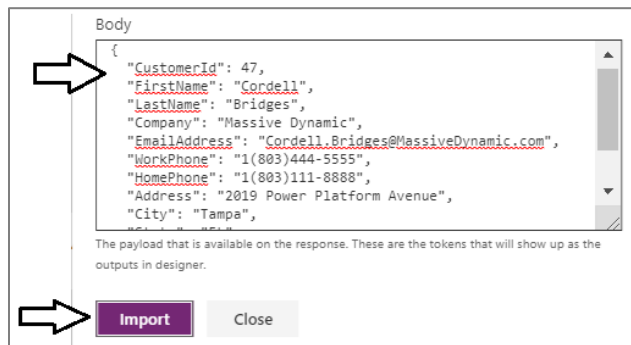 Body
{
"CustomerId": 47,
"FirstName": "Cordell",
"LastName": "Bridges",
"Company": "Massive Dynamic",
"EmailAddress": "Cordell.Bridges@MassiveDynamic.com",
"WorkPhone": "1(803)444-5555",
"HomePhone": "1(803)111-8888",
"Address": "2019 Power Platform Avenue",
"City": "Tampa",
The payload that is available on the response. These are the tokens that will show up as the
outputs in designer.
Import Close